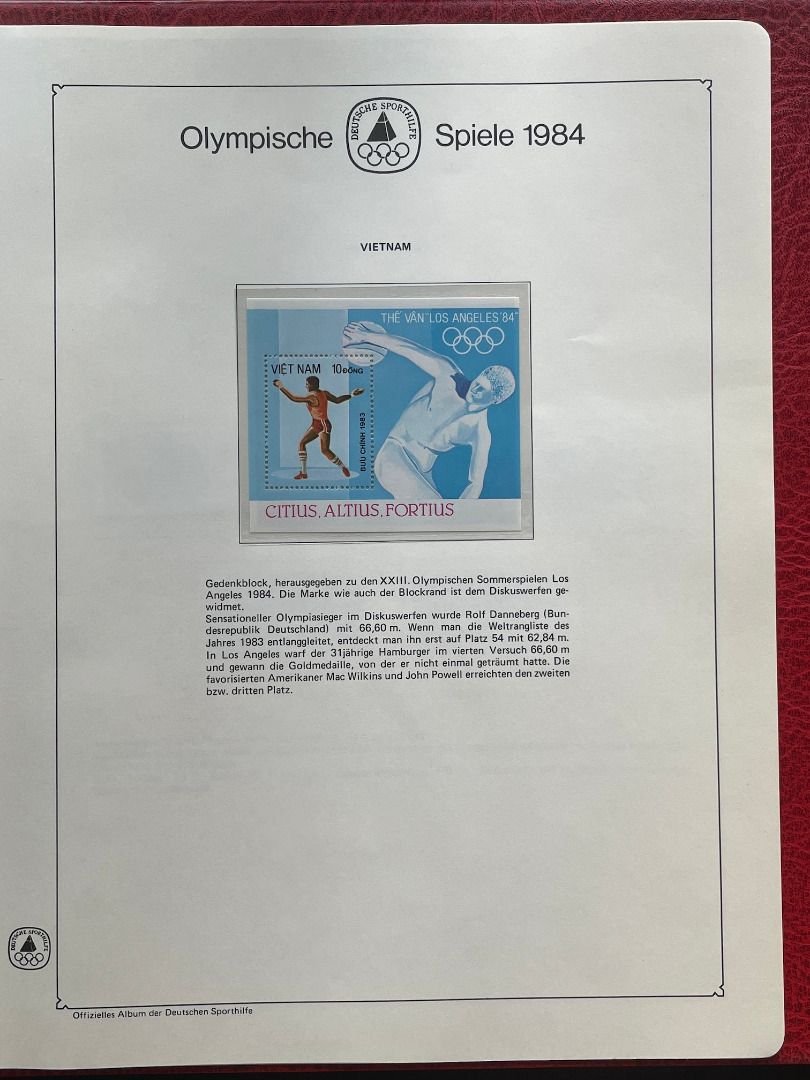 Olympische DEUTSCHE SPORTHILFE Spiele 1984
VIETNAM
THẾ VẬN "LOS ANGELES '84"
VIỆT NAM 10 ĐỒNG
BƯU CHÍNH 1983
CITIUS, ALTIUS, FORTIUS
Gedenkblock, herausgegeben zu den XXIII. Olympischen Sommerspielen Los
Angeles 1984. Die Marke wie auch der Blockrand ist dem Diskuswerfen ge-
widmet.
Sensationeller Olympiasieger im Diskuswerfen wurde Rolf Danneberg (Bun-
desrepublik Deutschland) mit 66,60 m. Wenn man die Weltrangliste des
Jahres 1983 entlanggleitet, entdeckt man ihn erst auf Platz 54 mit 62,84 m.
In Los Angeles warf der 31jährige Hamburger im vierten Versuch 66,60 m
und gewann die Goldmedaille, von der er nicht einmal geträumt hatte. Die
favorisierten Amerikaner Mac Wilkins und John Powell erreichten den zweiten
bzw. dritten Platz.
DEUTSCHE SPORTHILFE
Offizielles Album der Deutschen Sporthilfe